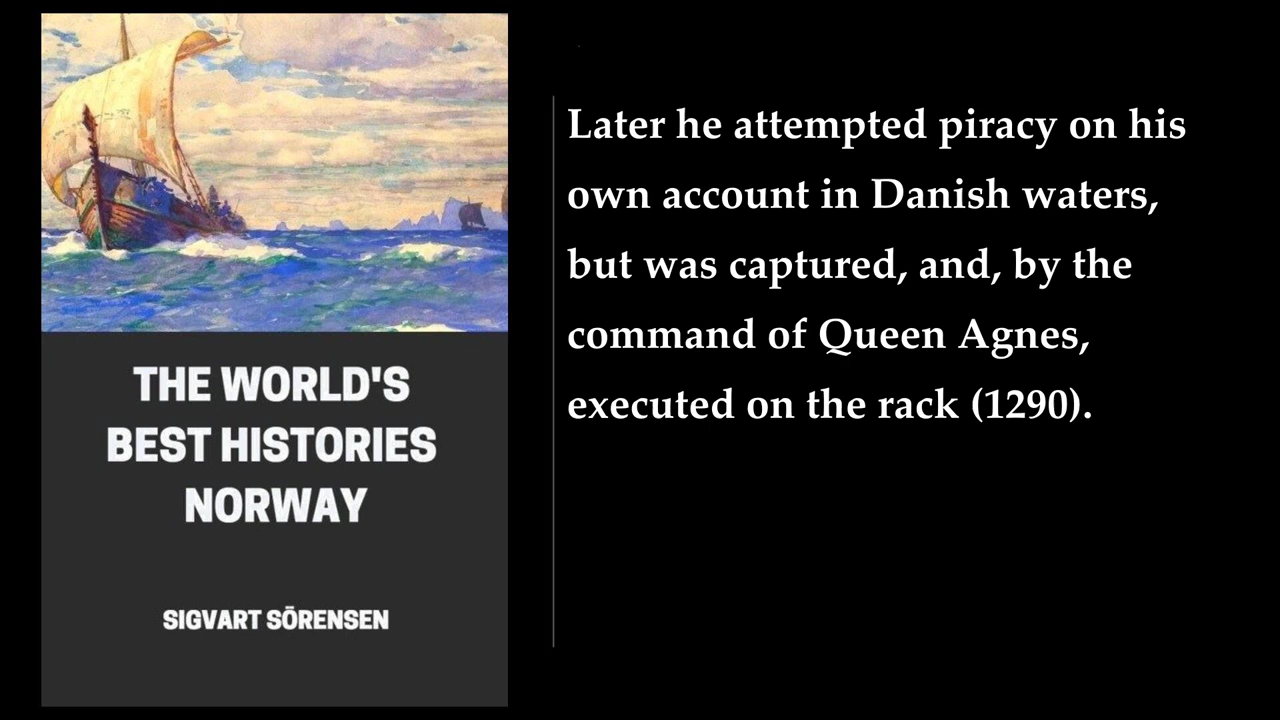 THE WORLD'S
BEST HISTORIES
NORWAY
SIGVART SÖRENSEN
Later he attempted piracy on his
own account in Danish waters,
but was captured, and, by the
command of Queen Agnes,
executed on the rack (1290).